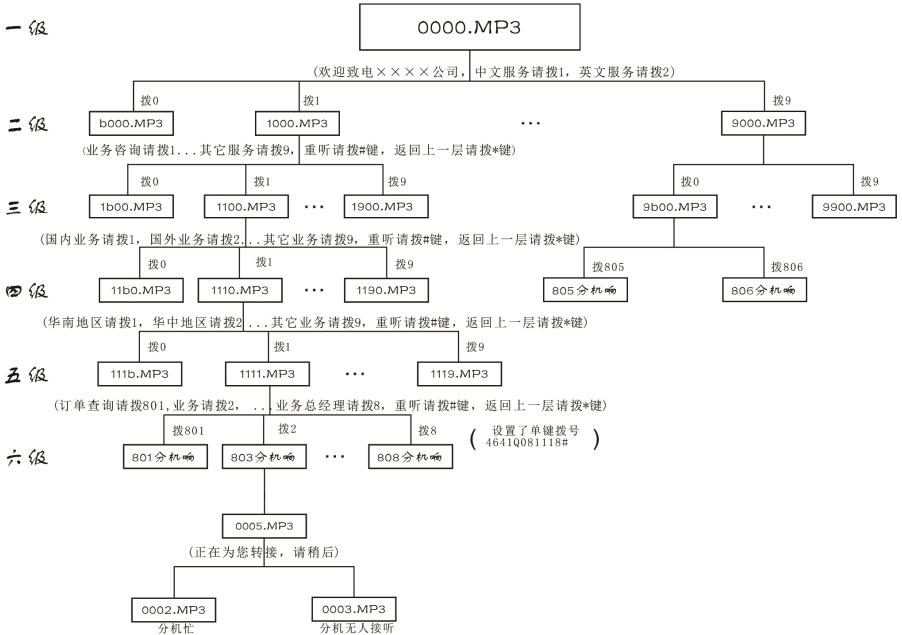 一级
0000.MP3
(欢迎致电××××公司，中文服务请拨1，英文服务请拨2)
拨0
拨1
拨9
二级
b000.MP3
1000.MP3
...
9000.MP3
(业务咨询请拨1...其它服务请拨9，重听请拨#键，返回上一层请拨*键)
拨0
拨1
拨9
拨0
拨9
三级
1b00.MP3
1100.MP3
...
1900.MP3
9b00.MP3
...
9900.MP3
(国内业务请拨1，国外业务请拨2...其它业务请拨9，重听请拨#键，返回上一层请拨*键)
拨0
拨1
拨9
拨805
拨806
四级
11b0.MP3
1110.MP3
...
1190.MP3
805分机响
806分机响
(华南地区请拨1，华中地区请拨2...其它业务请拨9，重听请拨#键，返回上一层请拨*键)
拨0
拨1
拨9
五级
111b.MP3
1111.MP3
...
1119.MP3
(订单查询请拨801,业务请拨2，...业务总经理请拨8，重听请拨#键，返回上一层请拨*键)
拨801
拨2
拨8
(设置了单键拨号
4641Q081118#)
六级
801分机响
803分机响
...
808分机响
0005.MP3
(正在为您转接，请稍后)
0002.MP3
0003.MP3
分机忙
分机无人接听